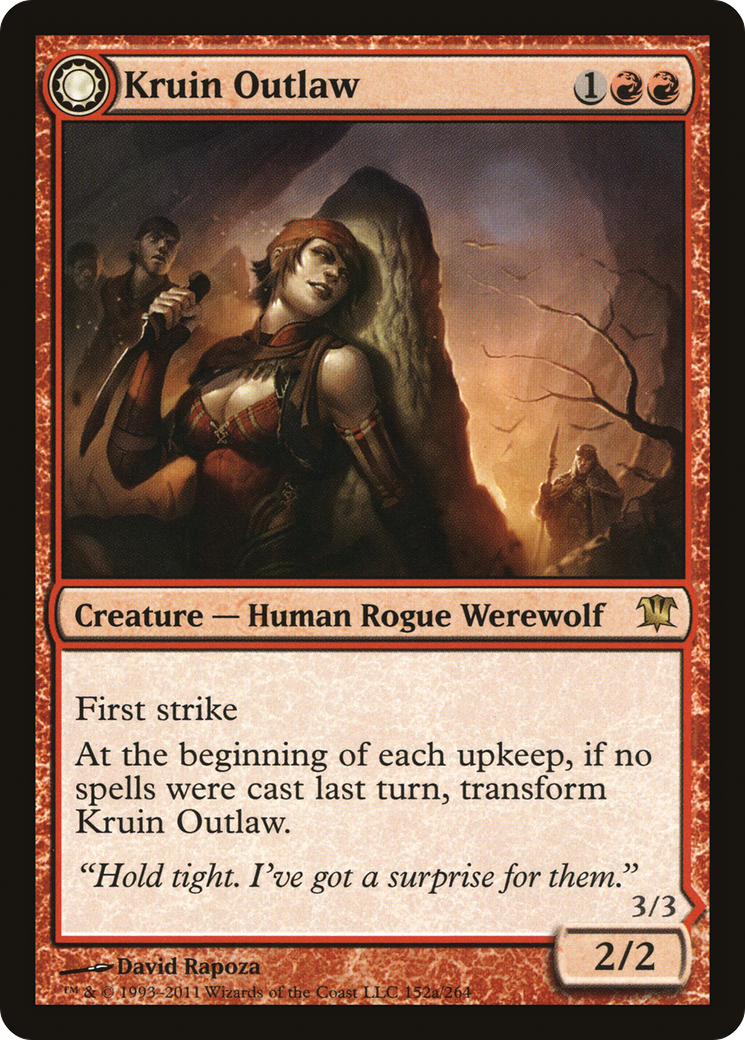 Kruin Outlaw 1
Creature — Human Rogue Werewolf
First strike
At the beginning of each upkeep, if no
spells were cast last turn, transform
Kruin Outlaw.
“Hold tight. I’ve got a surprise for them.”
3/3
2/2
David Rapoza
™ & © 1993–2011 Wizards of the Coast LLC 152a/264